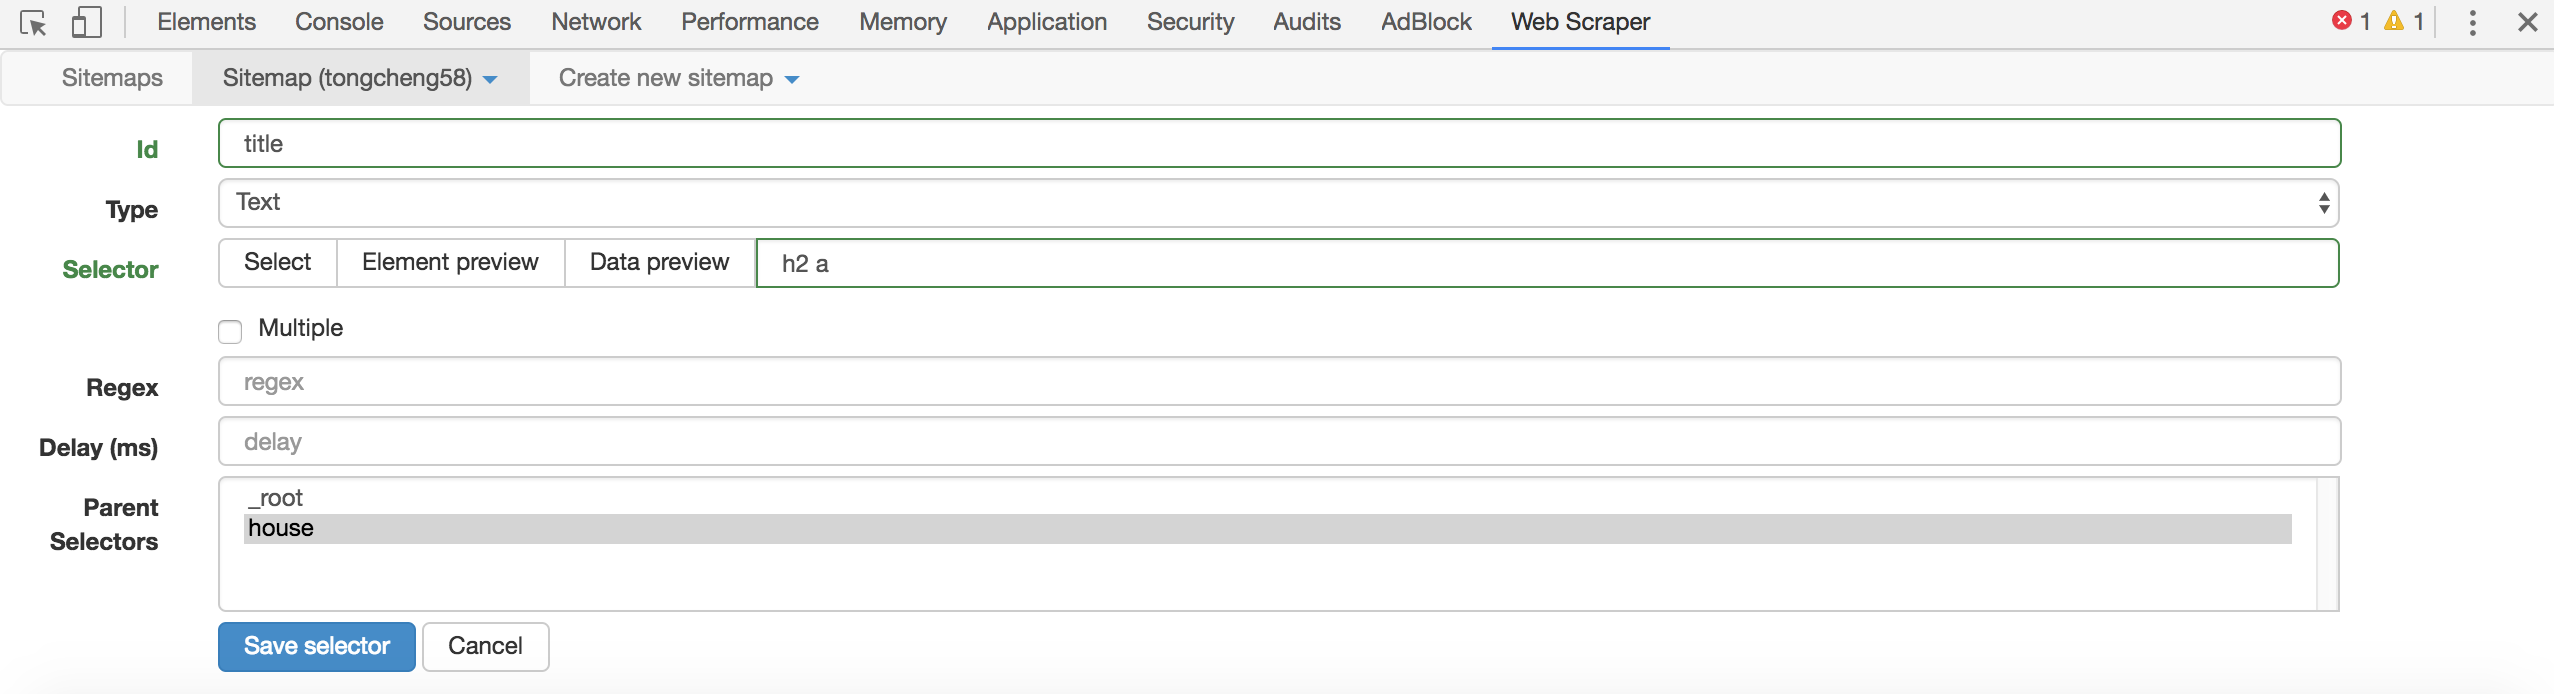 Elements Console Sources Network Performance Memory Application Security Audits AdBlock Web Scraper 1 1
Sitemaps Sitemap (tongcheng58) Create new sitemap
Id title
Type Text
Selector Select Element preview Data preview h2 a
Multiple
Regex regex
Delay (ms) delay
Parent Selectors _root
house
Save selector Cancel